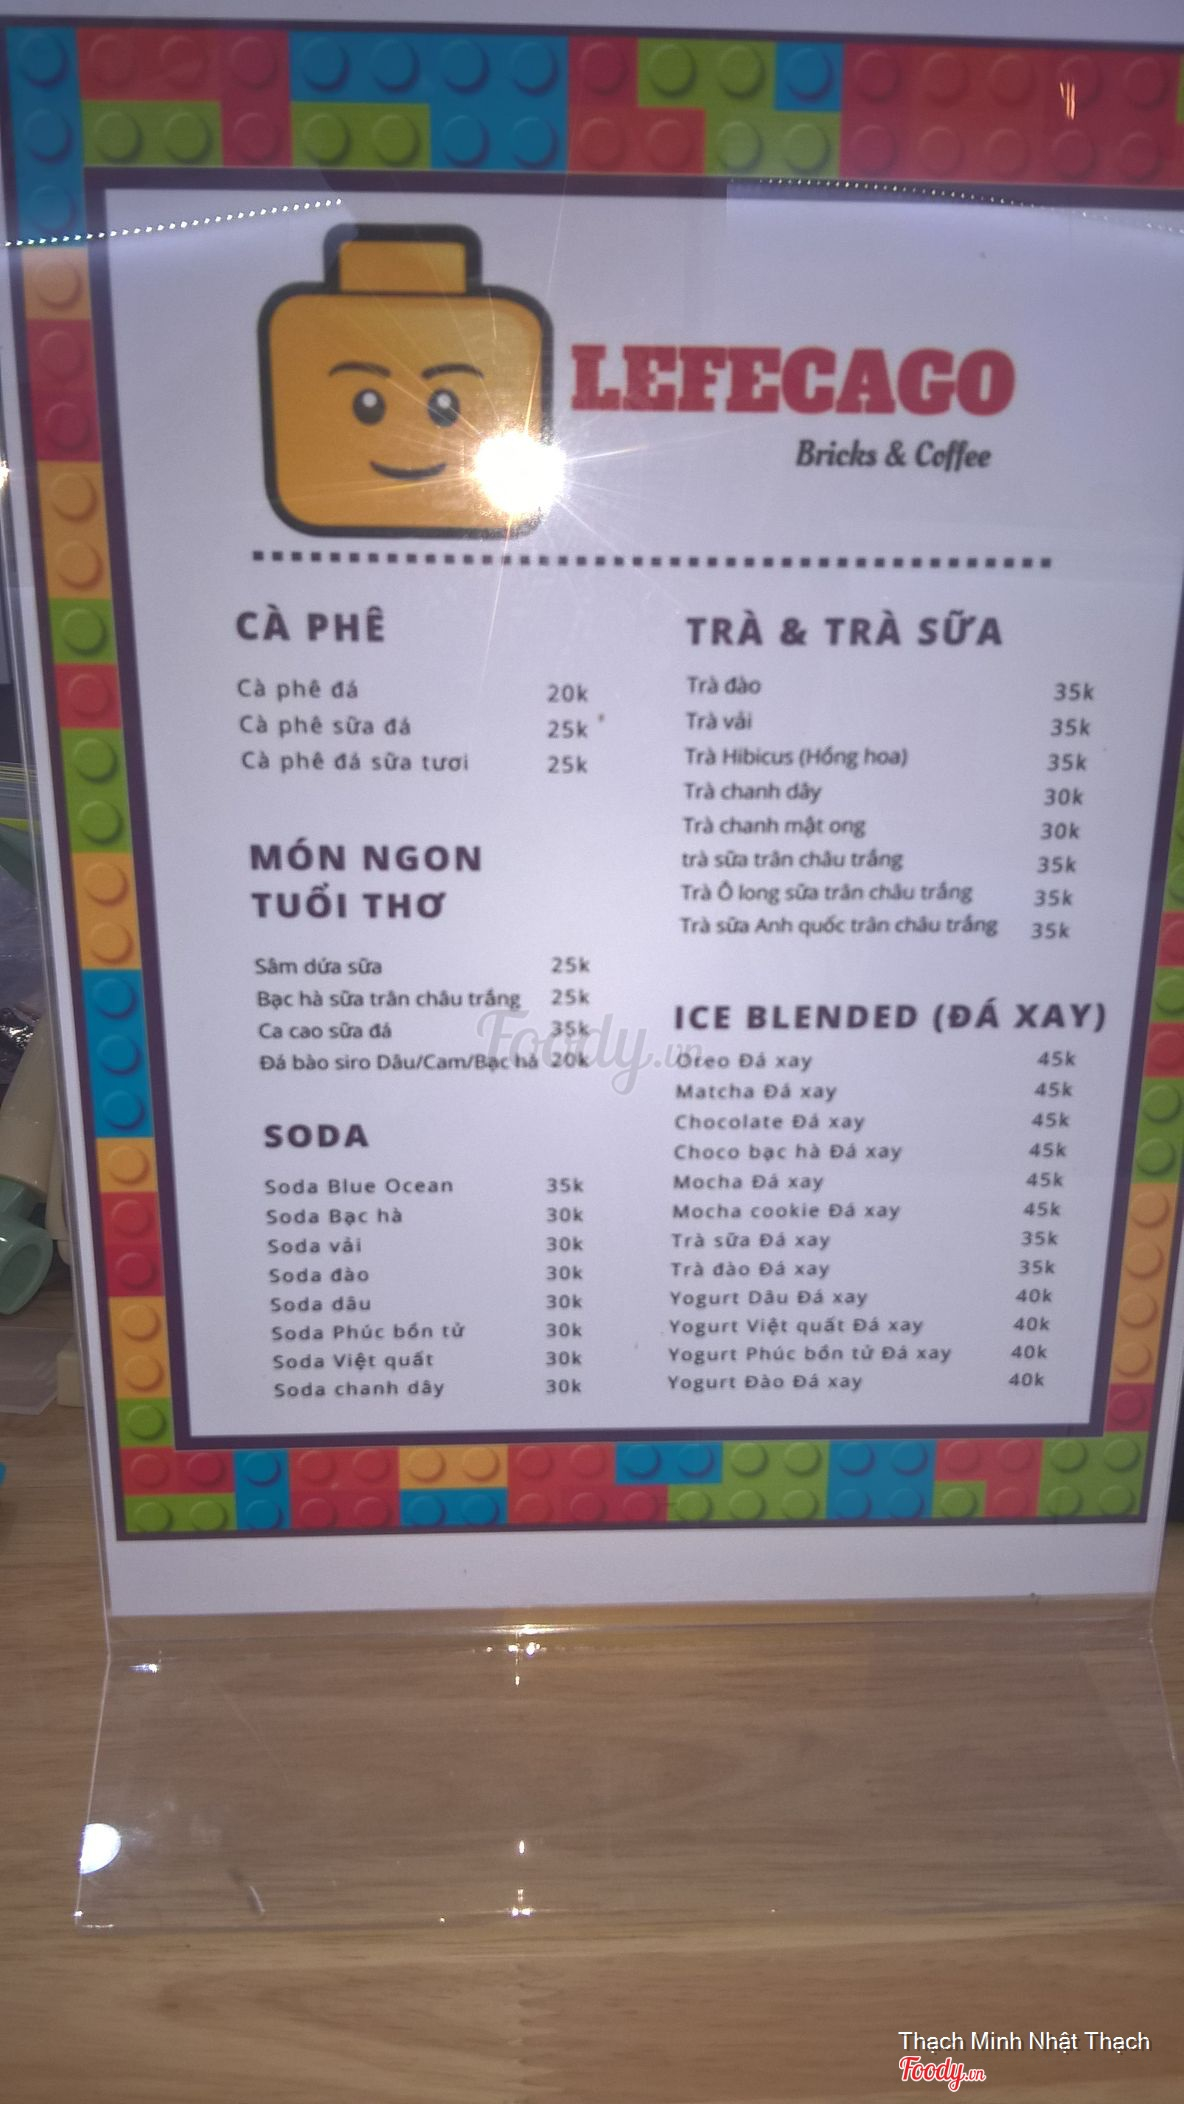 LEFECAGO
Bricks & Coffee
CÀ PHÊ
Cà phê đá 20k
Cà phê sữa đá 25k
Cà phê đá sữa tươi 25k
MÓN NGON
TUỔI THƠ
Sâm dứa sữa 25k
Bạc hà sữa trân châu trắng 25k
Ca cao sữa đá 35k
Đá bào siro Dâu/Cam/Bạc hà 20k
SODA
Soda Blue Ocean 35k
Soda Bạc hà 30k
Soda vải 30k
Soda đào 30k
Soda dâu 30k
Soda Phúc bồn tử 30k
Soda Việt quất 30k
Soda chanh dây 30k
TRÀ & TRÀ SỮA
Trà đào 35k
Trà vải 35k
Trà Hibicus (Hồng hoa) 35k
Trà chanh dây 30k
Trà chanh mật ong 30k
trà sữa trân châu trắng 35k
Trà Ô long sữa trân châu trắng 35k
Trà sữa Anh quốc trân châu trắng 35k
ICE BLENDED (ĐÁ XAY)
Oreo Đá xay 45k
Matcha Đá xay 45k
Chocolate Đá xay 45k
Choco bạc hà Đá xay 45k
Mocha Đá xay 45k
Mocha cookie Đá xay 45k
Trà sữa Đá xay 35k
Trà đào Đá xay 35k
Yogurt Dâu Đá xay 40k
Yogurt Việt quất Đá xay 40k
Yogurt Phúc bồn tử Đá xay 40k
Yogurt Đào Đá xay 40k
Foody.vn
Thạch Minh Nhật Thạch
Foody.vn